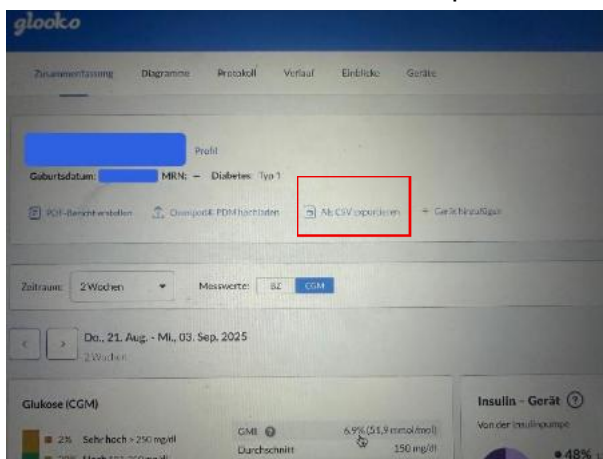 glooko
Zusammenfassung Diagramme Protokoll Verlauf Einblicke Geräte
Profil
Geburtsdatum: MRN: – Diabetes: Typ 1
PDF-Bericht erstellen Omnipod® PDM hochladen Als CSV exportieren + Gerät hinzufügen
Zeitraum: 2 Wochen Messwerte: BZ CGM
< > Do., 21. Aug. - Mi., 03. Sep. 2025
2 Wochen
Glukose (CGM) Insulin - Gerät ?
Von der Insulinpumpe
2% Sehr hoch > 250 mg/dl GMI 6,9% (51,9 mmol/mol)
Hoch Durchschnitt 150 mg/dl 48%